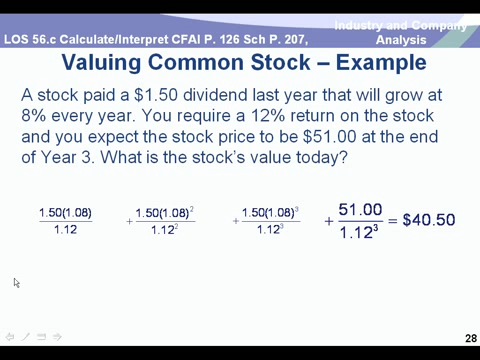 Industry and Company
LOS 56.c Calculate/Interpret CFAI P. 126 Sch P. 207,
Analysis
Valuing Common Stock – Example
A stock paid a $1.50 dividend last year that will grow at
8% every year. You require a 12% return on the stock
and you expect the stock price to be $51.00 at the end
of Year 3. What is the stock's value today?
1.50(1.08)/1.12 + 1.50(1.08)²/1.12² + 1.50(1.08)³/1.12³ + 51.00/1.12³ = $40.50
28